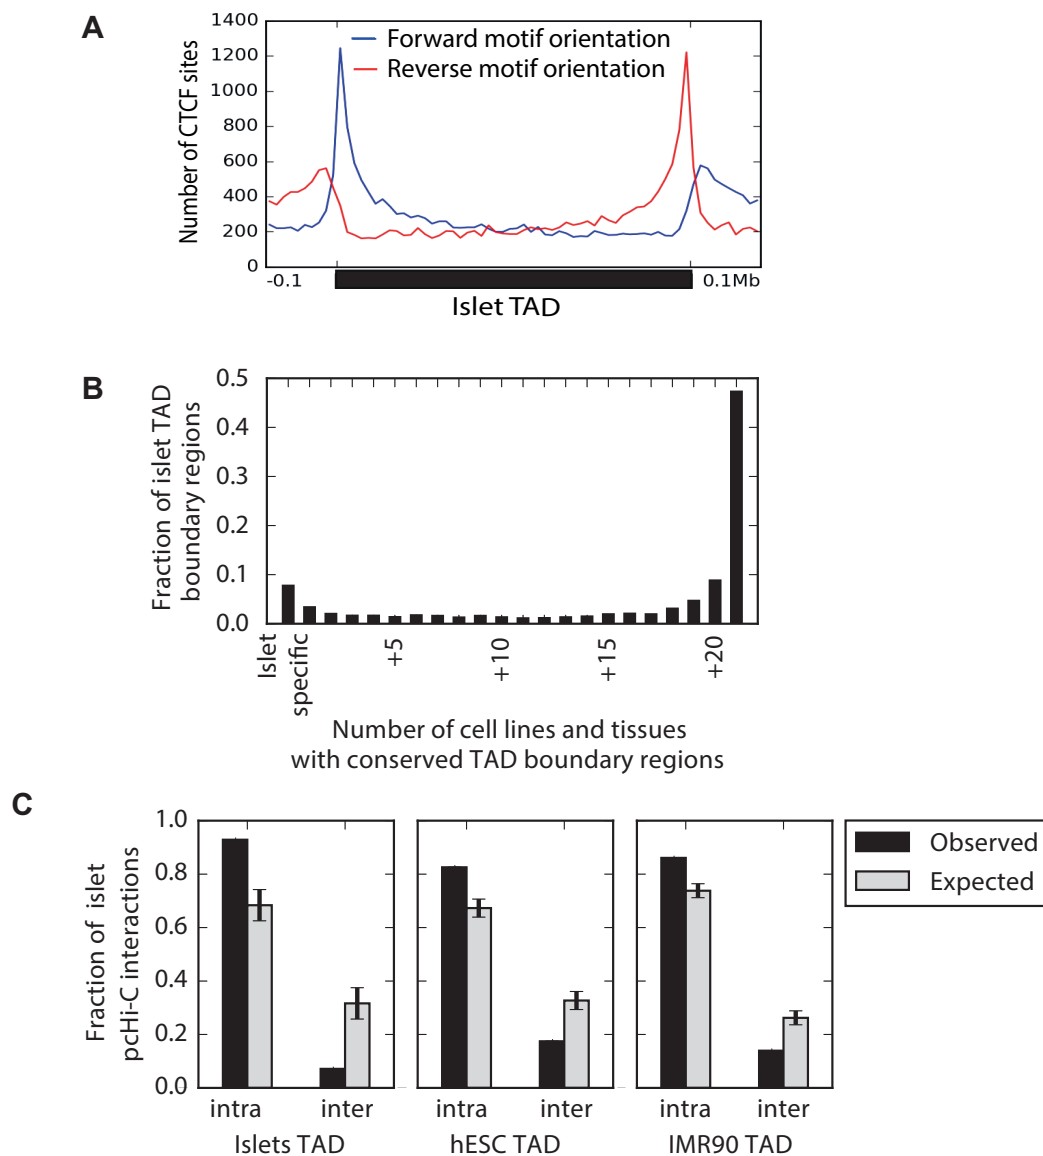 A
1400
1200
1000
800
600
400
200
0
Number of CTCF sites
Forward motif orientation
Reverse motif orientation
-0.1
0.1Mb
Islet TAD
B
0.5
0.4
0.3
0.2
0.1
0.0
Fraction of islet TAD
boundary regions
Islet
specific
+5
+10
+15
+20
Number of cell lines and tissues
with conserved TAD boundary regions
C
1.0
0.8
0.6
0.4
0.2
0.0
Fraction of islet
pcHi-C interactions
intra
inter
Islets TAD
intra
inter
hESC TAD
intra
inter
IMR90 TAD
Observed
Expected